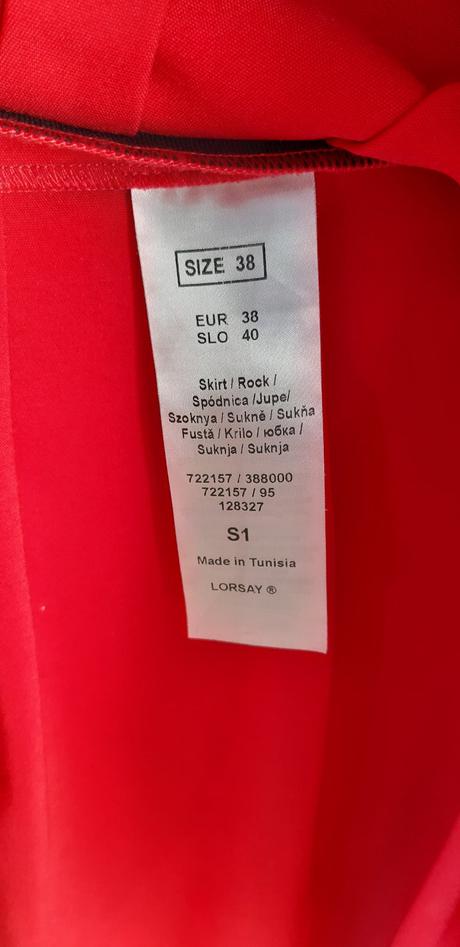 SIZE 38
EUR 38
SLO 40
Skirt / Rock /
Spódnica /Jupe/
Szoknya / Sukně / Sukňa
Fustă / Krilo / юбка /
Suknja / Suknja
722157 / 388000
722157 / 95
128327
S1
Made in Tunisia
LORSAY ®